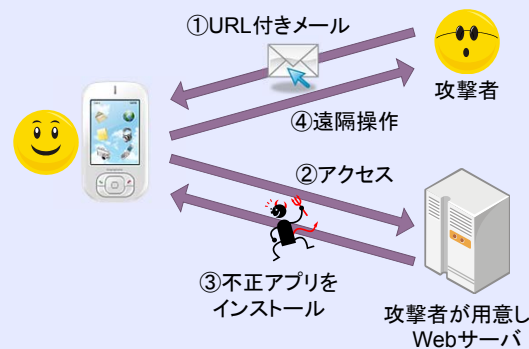 ①URL付きメール
攻撃者
④遠隔操作
②アクセス
③不正アプリを
インストール
攻撃者が用意し
Webサーバ